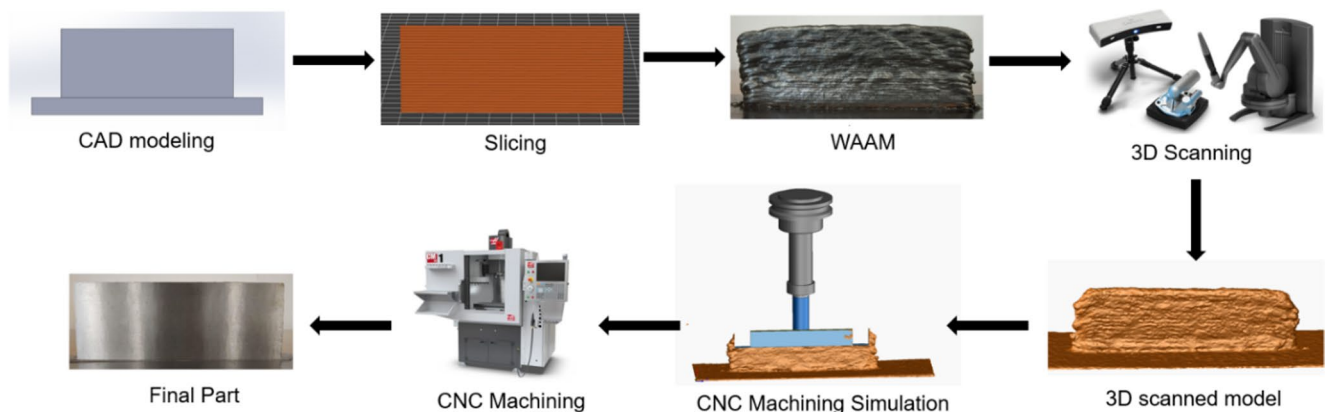 CAD modeling
Slicing
WAAM
3D Scanning
3D scanned model
CNC Machining Simulation
CNC Machining
Final Part